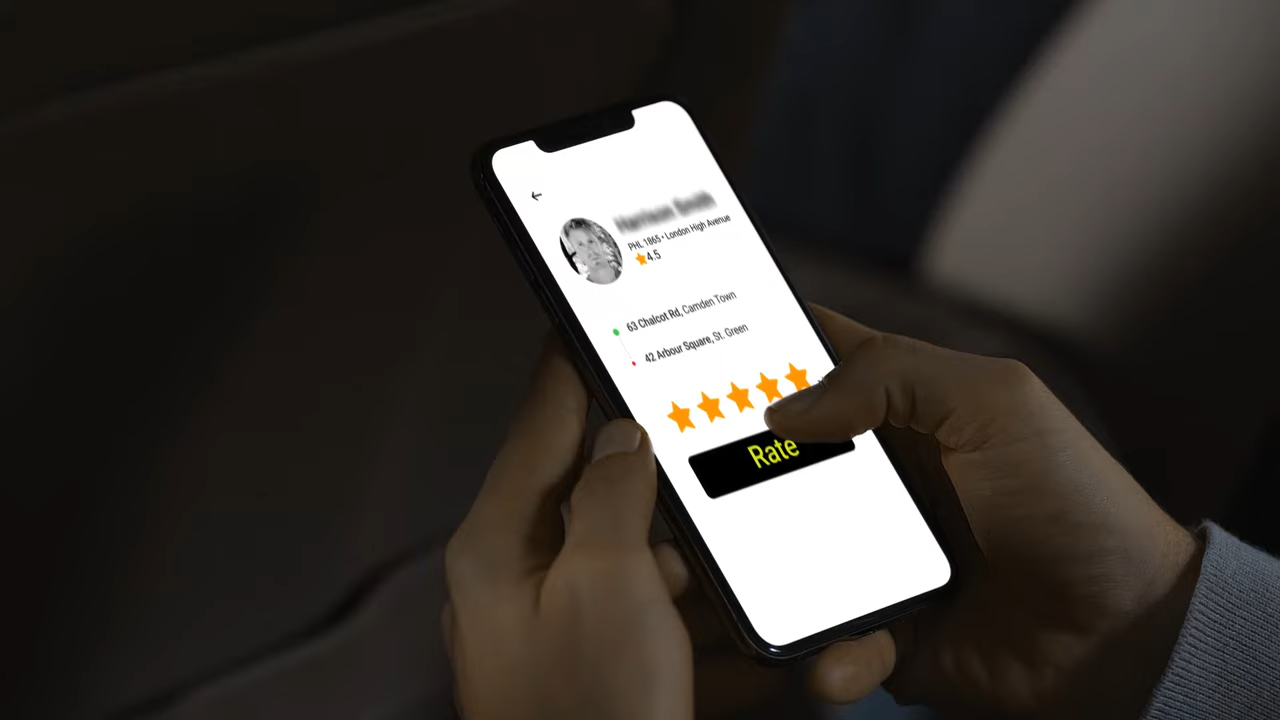 PHL 1865 • London High Avenue
4.5
63 Chalcot Rd, Camden Town
42 Arbour Square, St. Green
Rate